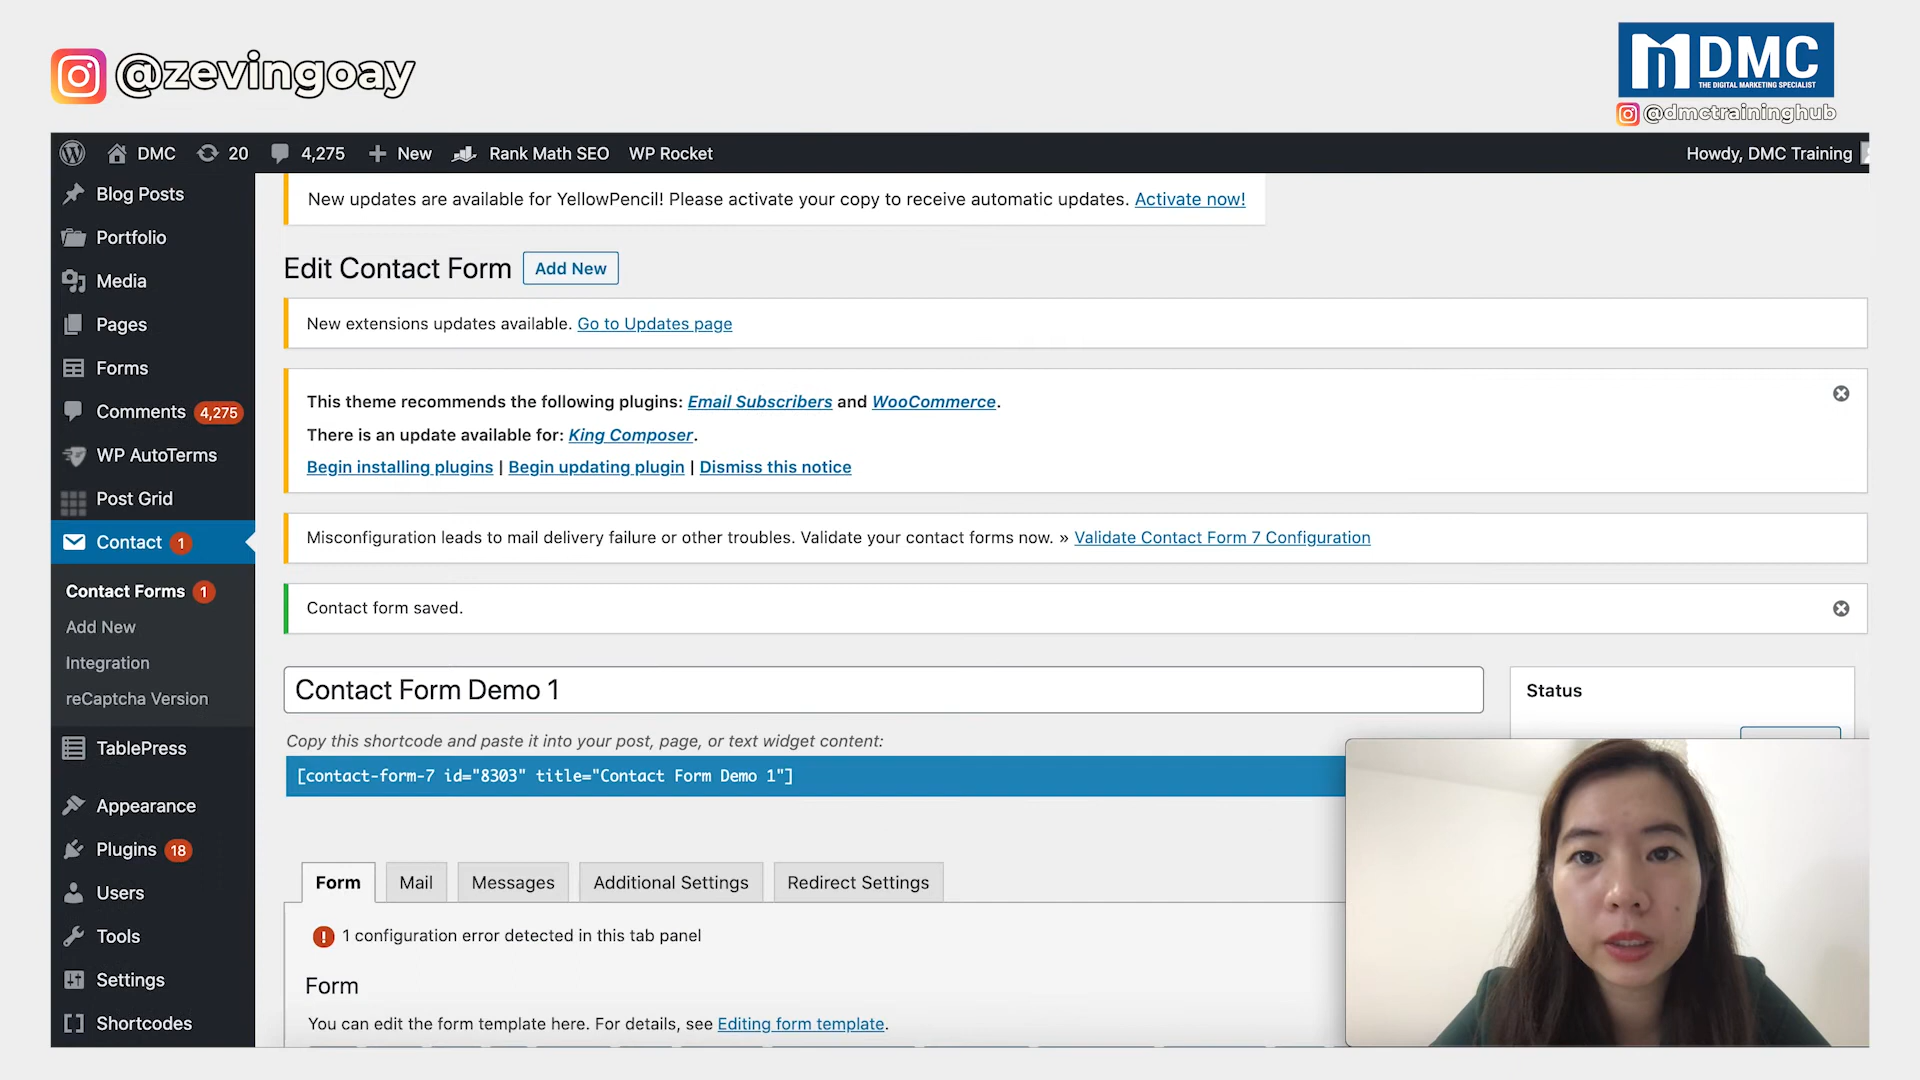 @zevingoay
DMC
THE DIGITAL MARKETING SPECIALIST
@dmctraininghub
DMC 20 4,275 New Rank Math SEO WP Rocket Howdy, DMC Training
Blog Posts
Portfolio
Media
Pages
Forms
Comments 4,275
WP AutoTerms
Post Grid
Contact 1
Contact Forms 1
Add New
Integration
reCaptcha Version
TablePress
Appearance
Plugins 18
Users
Tools
Settings
Shortcodes
New updates are available for YellowPencil! Please activate your copy to receive automatic updates. Activate now!
Edit Contact Form Add New
New extensions updates available. Go to Updates page
This theme recommends the following plugins: Email Subscribers and WooCommerce.
There is an update available for: King Composer.
Begin installing plugins | Begin updating plugin | Dismiss this notice
Misconfiguration leads to mail delivery failure or other troubles. Validate your contact forms now. » Validate Contact Form 7 Configuration
Contact form saved.
Contact Form Demo 1
Status
Copy this shortcode and paste it into your post, page, or text widget content:
[contact-form-7 id="8303" title="Contact Form Demo 1"]
Form Mail Messages Additional Settings Redirect Settings
1 configuration error detected in this tab panel
Form
You can edit the form template here. For details, see Editing form template.